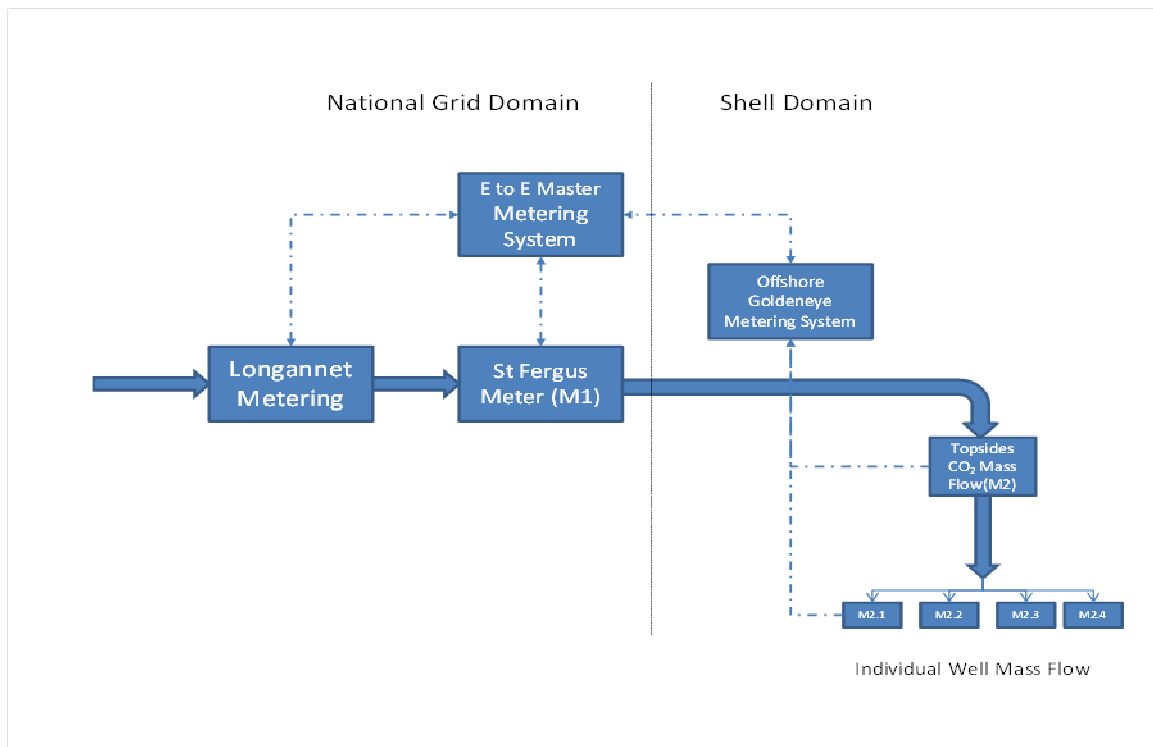 National Grid Domain
Shell Domain
E to E Master
Metering
System
Offshore
Goldeneye
Metering System
Longannet
Metering
St Fergus
Meter (M1)
Topsides
CO₂ Mass
Flow(M2)
M2.1
M2.2
M2.3
M2.4
Individual Well Mass Flow